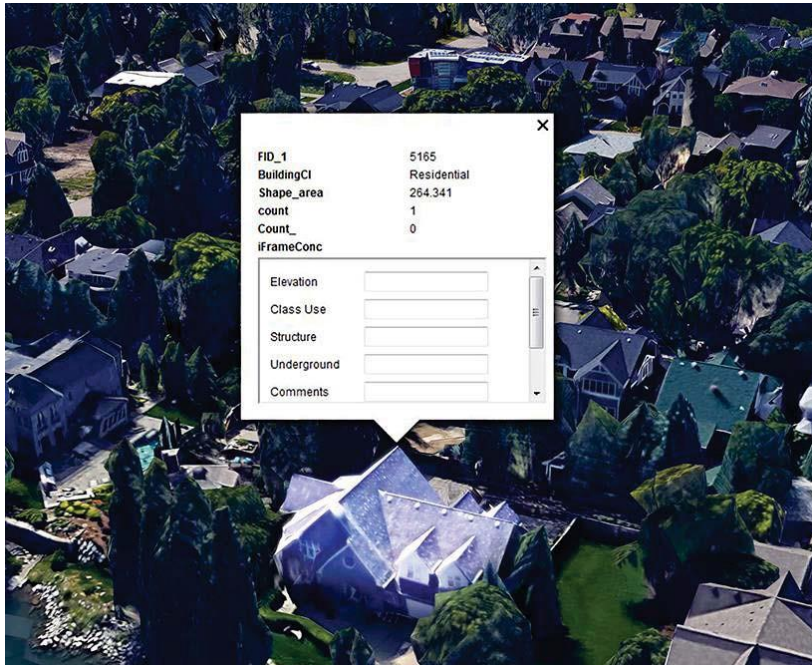 FID_1 5165
BuildingCl Residential
Shape_area 264.341
count 1
Count_ 0
iFrameConc
Elevation
Class Use
Structure
Underground
Comments